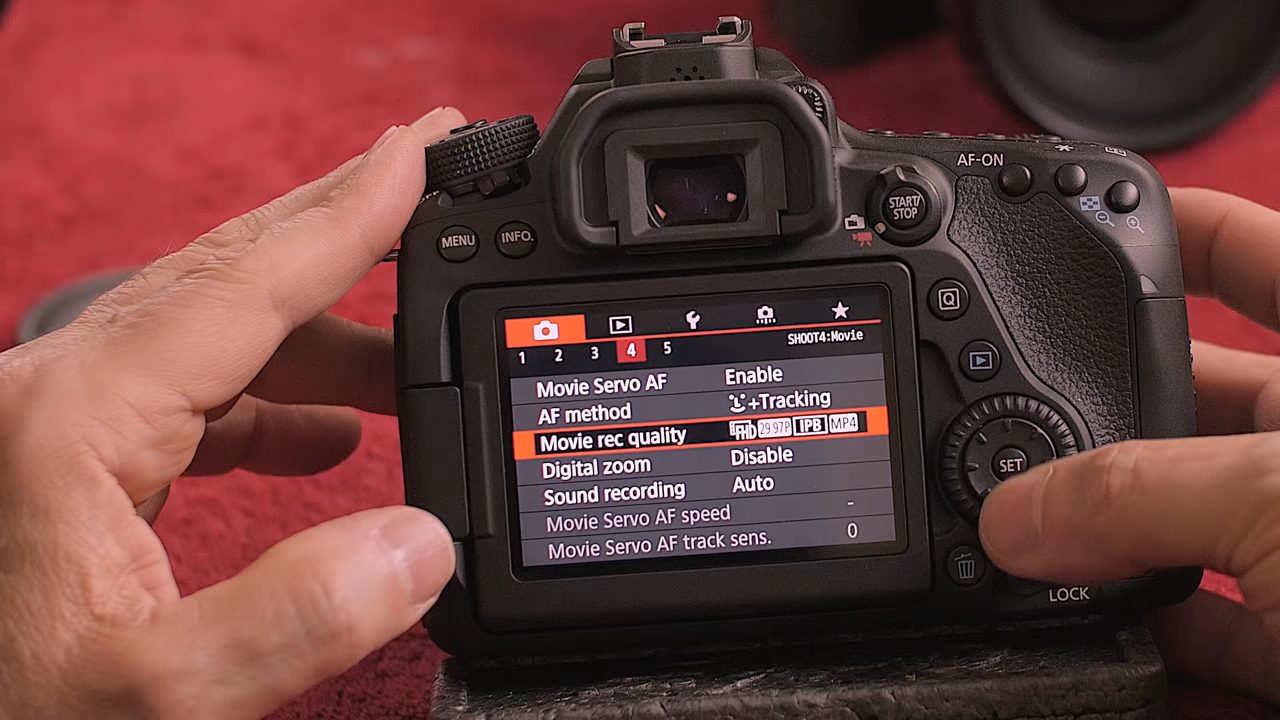 AF-ON
START/
STOP
MENU
INFO.
Q
1 2 3 4 5
SHOOT4:Movie
Movie Servo AF Enable
AF method +Tracking
Movie rec quality FHD 29.97P IPB MP4
Digital zoom Disable
Sound recording Auto
Movie Servo AF speed -
Movie Servo AF track sens. 0
SET
LOCK